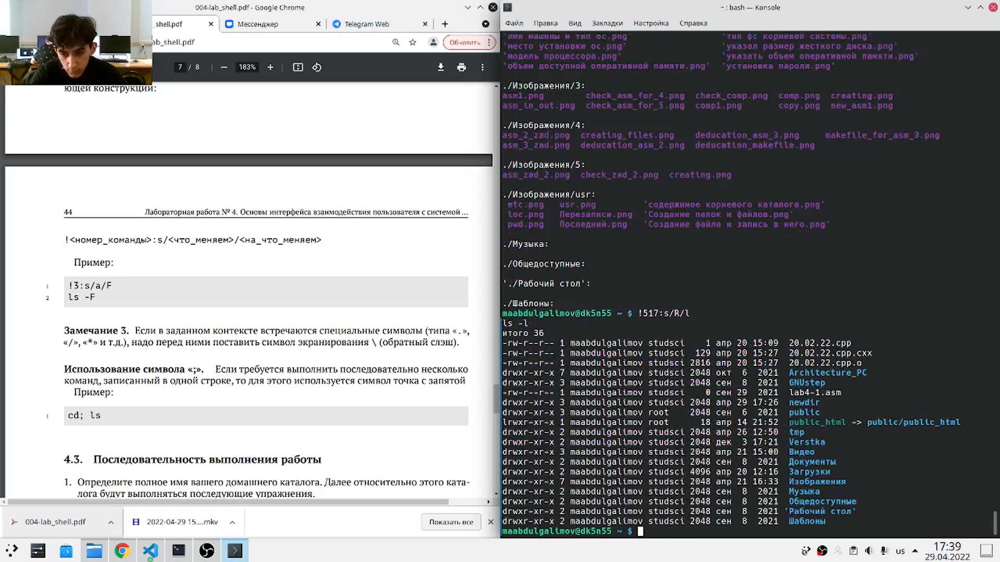 004-lab_shell.pdf - Google Chrome
_shell.pdf
Мессенджер
Telegram Web
ab_shell.pdf
Обновить
7 / 8
183%
ющей конструкции:
44 Лабораторная работа № 4. Основы интерфейса взаимодействия пользователя с системой ...
!<номер_команды>:s/<что_меняем>/<на_что_меняем>
Пример:
1 !3:s/a/F
2 ls -F
Замечание 3. Если в заданном контексте встречаются специальные символы (типа «.»,
«/», «*» и т.д.), надо перед ними поставить символ экранирования \ (обратный слэш).
Использование символа «;». Если требуется выполнить последовательно несколько
команд, записанный в одной строке, то для этого используется символ точка с запятой
Пример:
1 cd; ls
4.3. Последовательность выполнения работы
1. Определите полное имя вашего домашнего каталога. Далее относительно этого ката-
лога будут выполняться последующие упражнения.
004-lab_shell.pdf
2022-04-29 15....mkv
Показать все
~ : bash — Konsole
Файл Правка Вид Закладки Настройка Справка
'имя машины и тип ос.png' 'тип фс корневой системы.png'
'место установки ос.png' 'указал размер жесткого диска.png'
'модель процессора.png' 'указать объем оперативной памяти.png'
'объем доступной оперативной памяти.png' 'установка пароля.png'
./Изображения/3:
asm1.png check_asm_for_4.png check_comp.png comp.png creating.png
asm_in_out.png check_asm_for_5.png comp1.png copy.png new_asm1.png
./Изображения/4:
asm_2_zad.png creating_files.png deducation_asm_3.png makefile_for_asm_3.png
asm_3_zad.png deducation_asm_2.png deducation_makefile.png
./Изображения/5:
asm_zad_2.png check_zad_2.png creating.png
./Изображения/usr:
etc.png usr.png 'содержимое корневого каталога.png'
loc.png Перезаписи.png 'Создание папок и файлов.png'
pwd.png Последний.png 'Создание файла и запись в него.png'
./Музыка:
./Общедоступные:
'./Рабочий стол':
./Шаблоны:
maabdulgalimov@dk5n55 ~ $ !517:s/R/l
ls -l
итого 36
-rw-r--r-- 1 maabdulgalimov studsci 1 апр 20 15:09 20.02.22.cpp
-rw-r--r-- 1 maabdulgalimov studsci 129 апр 20 15:27 20.02.22.cpp.cxx
-rw-r--r-- 1 maabdulgalimov studsci 2816 апр 20 15:27 20.02.22.cpp.o
drwxr-xr-x 7 maabdulgalimov studsci 2048 окт 6 2021 Architecture_PC
drwxr-xr-x 3 maabdulgalimov studsci 2048 сен 8 2021 GNUstep
-rw-r--r-- 1 maabdulgalimov studsci 0 сен 29 2021 lab4-1.asm
drwxr-xr-x 3 maabdulgalimov studsci 2048 апр 29 17:26 newdir
drwxr-xr-x 3 maabdulgalimov root 2048 сен 6 2021 public
lrwxr-xr-x 1 maabdulgalimov root 18 апр 14 21:52 public_html -> public/public_html
drwxr-xr-x 2 maabdulgalimov studsci 2048 апр 26 12:50 tmp
drwxr-xr-x 2 maabdulgalimov studsci 2048 дек 3 17:21 Verstka
drwxr-xr-x 3 maabdulgalimov studsci 2048 апр 21 15:00 Видео
drwxr-xr-x 2 maabdulgalimov studsci 2048 сен 8 2021 Документы
drwxr-xr-x 2 maabdulgalimov studsci 4096 апр 20 12:16 Загрузки
drwxr-xr-x 7 maabdulgalimov studsci 2048 апр 21 16:33 Изображения
drwxr-xr-x 2 maabdulgalimov studsci 2048 сен 8 2021 Музыка
drwxr-xr-x 2 maabdulgalimov studsci 2048 сен 8 2021 Общедоступные
drwxr-xr-x 2 maabdulgalimov studsci 2048 сен 8 2021 'Рабочий стол'
drwxr-xr-x 2 maabdulgalimov studsci 2048 сен 8 2021 Шаблоны
maabdulgalimov@dk5n55 ~ $
us
17:39
29.04.2022